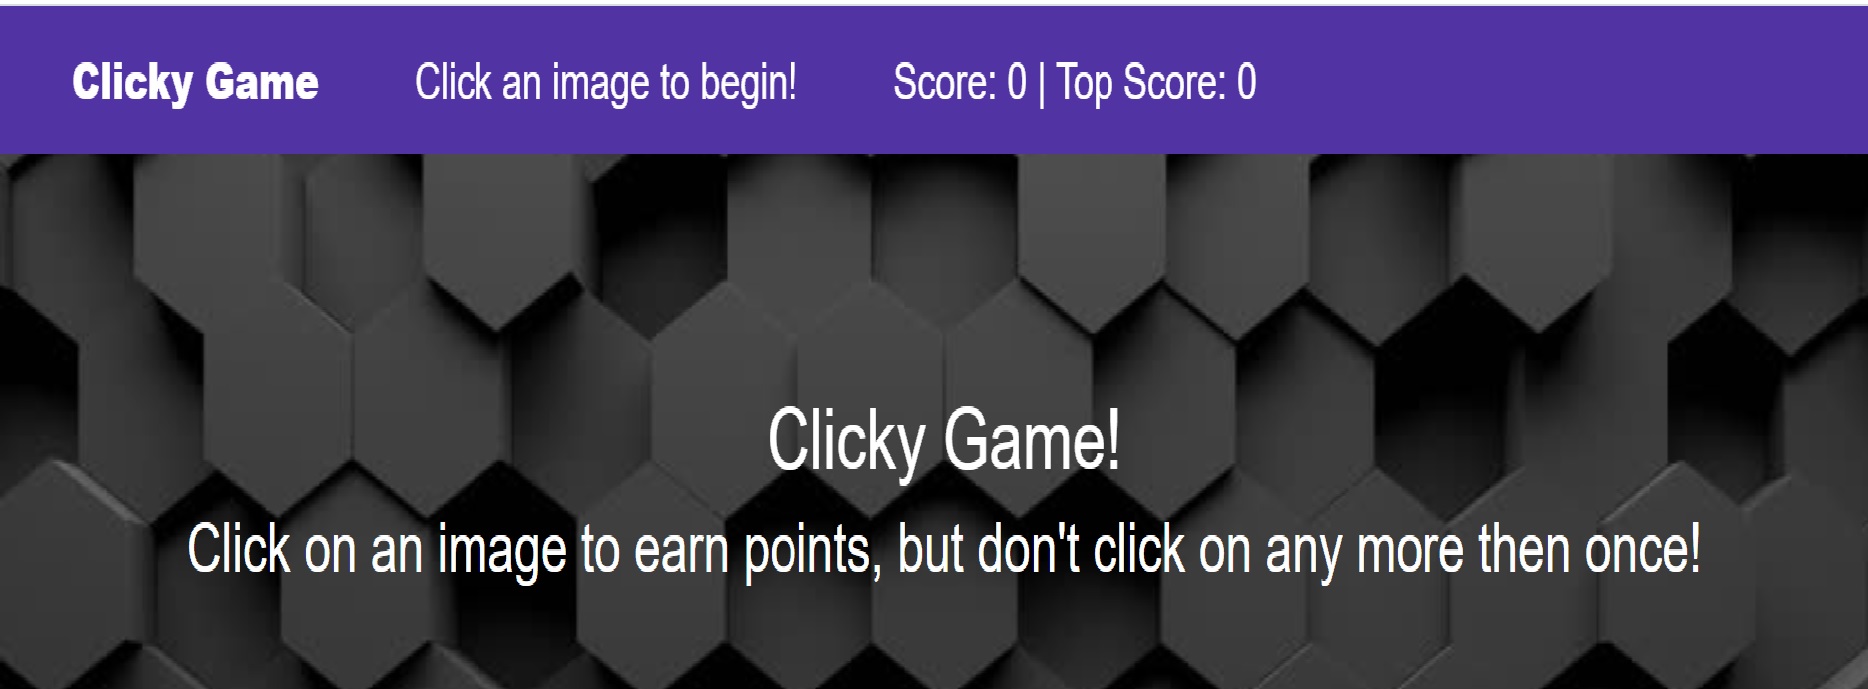 Clicky Game Click an image to begin! Score: 0 | Top Score: 0
Clicky Game!
Click on an image to earn points, but don't click on any more then once!